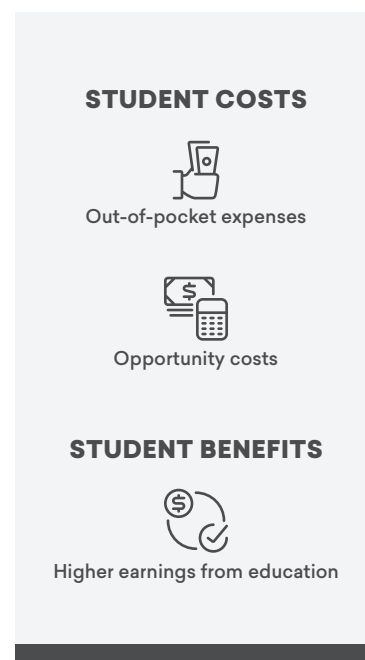 STUDENT COSTS
Out-of-pocket expenses
$
Opportunity costs
STUDENT BENEFITS
$
Higher earnings from education